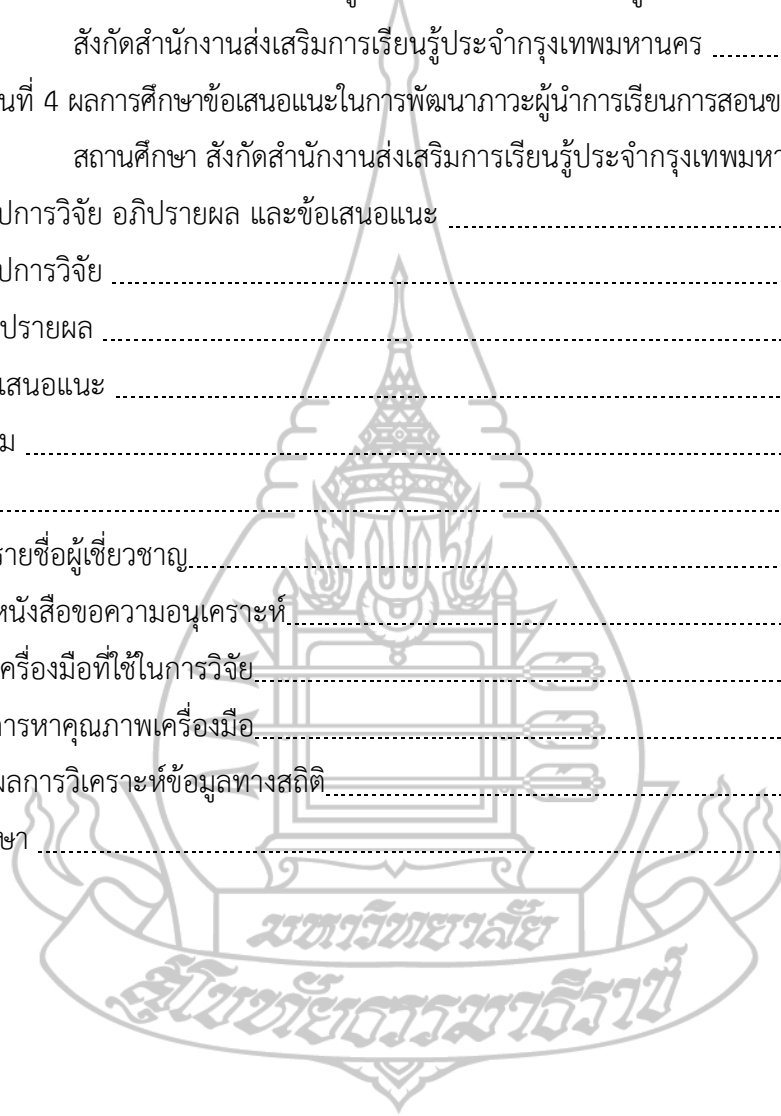 สังกัดสำนักงานส่งเสริมการเรียนรู้ประจำกรุงเทพมหานคร
นที่ 4 ผลการศึกษาข้อเสนอแนะในการพัฒนาภาวะผู้นำการเรียนการสอนข
สถานศึกษา สังกัดสำนักงานส่งเสริมการเรียนรู้ประจำกรุงเทพมหา
ปการวิจัย อภิปรายผล และข้อเสนอแนะ
ปการวิจัย
ปรายผล
เสนอแนะ
ม
รายชื่อผู้เชี่ยวชาญ
หนังสือขอความอนุเคราะห์
ครื่องมือที่ใช้ในการวิจัย
การหาคุณภาพเครื่องมือ
ผลการวิเคราะห์ข้อมูลทางสถิติ
ษา
มหาวิทยาลัย
สุโขทัยธรรมาธิราช